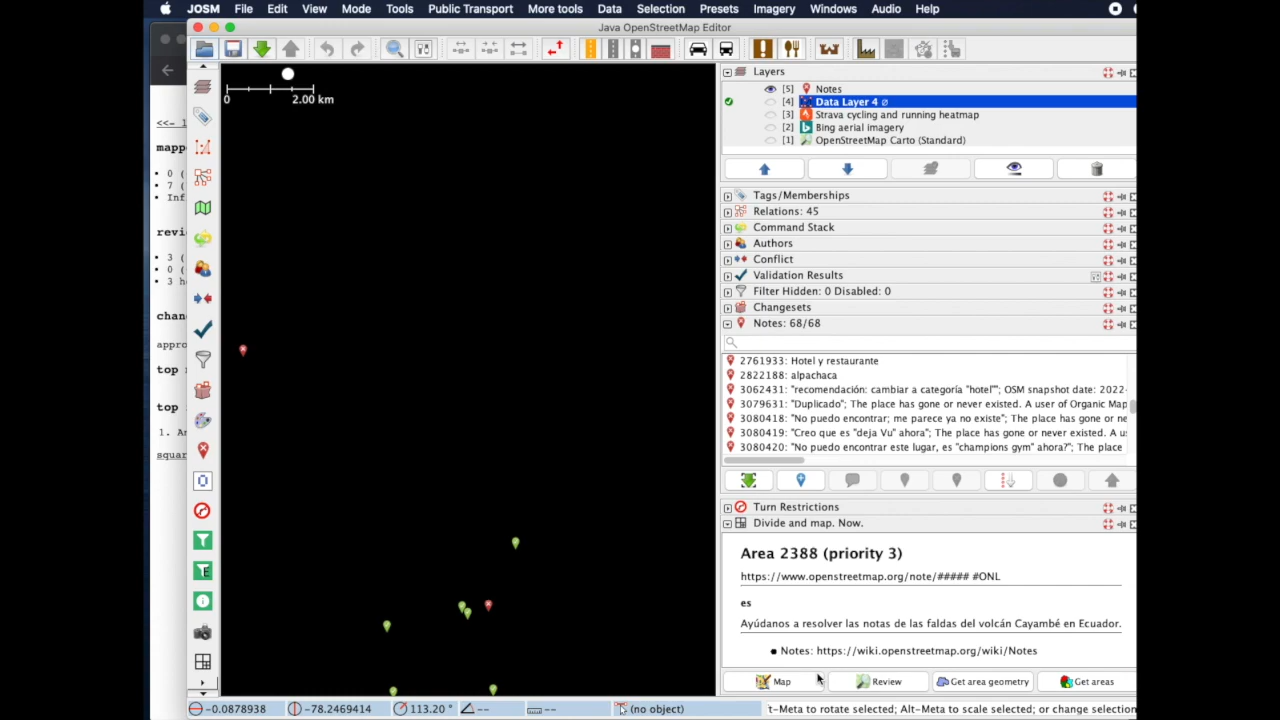 JOSM File Edit View Mode Tools Public Transport More tools Data Selection Presets Imagery Windows Audio Help
Java OpenStreetMap Editor
0 2.00 km
mapp
• 0 (
• 7 (
• Inf
revi
• 3 (
• 0 (
• 3 h
chan
appro
top
top
1. A
squar
Layers
[5] Notes
[4] Data Layer 4 ∅
[3] Strava cycling and running heatmap
[2] Bing aerial imagery
[1] OpenStreetMap Carto (Standard)
Tags/Memberships
Relations: 45
Command Stack
Authors
Conflict
Validation Results
Filter Hidden: 0 Disabled: 0
Changesets
Notes: 68/68
2761933: Hotel y restaurante
2822188: alpachaca
3062431: "recomendación: cambiar a categoría "hotel""; OSM snapshot date: 2022-
3079631: "Duplicado"; The place has gone or never existed. A user of Organic Map
3080418: "No puedo encontrar; me parece ya no existe"; The place has gone or ne
3080419: "Creo que es "deja Vu" ahora"; The place has gone or never existed. A u
3080420: "No puedo encontrar este lugar, es "champions gym" ahora?"; The place
Turn Restrictions
Divide and map. Now.
Area 2388 (priority 3)
https://www.openstreetmap.org/note/##### #ONL
es
Ayúdanos a resolver las notas de las faldas del volcán Cayambé en Ecuador.
• Notes: https://wiki.openstreetmap.org/wiki/Notes
Map Review Get area geometry Get areas
-0.0878938 -78.2469414 113.20 ° -- -- (no object) t-Meta to rotate selected; Alt-Meta to scale selected; or change selection